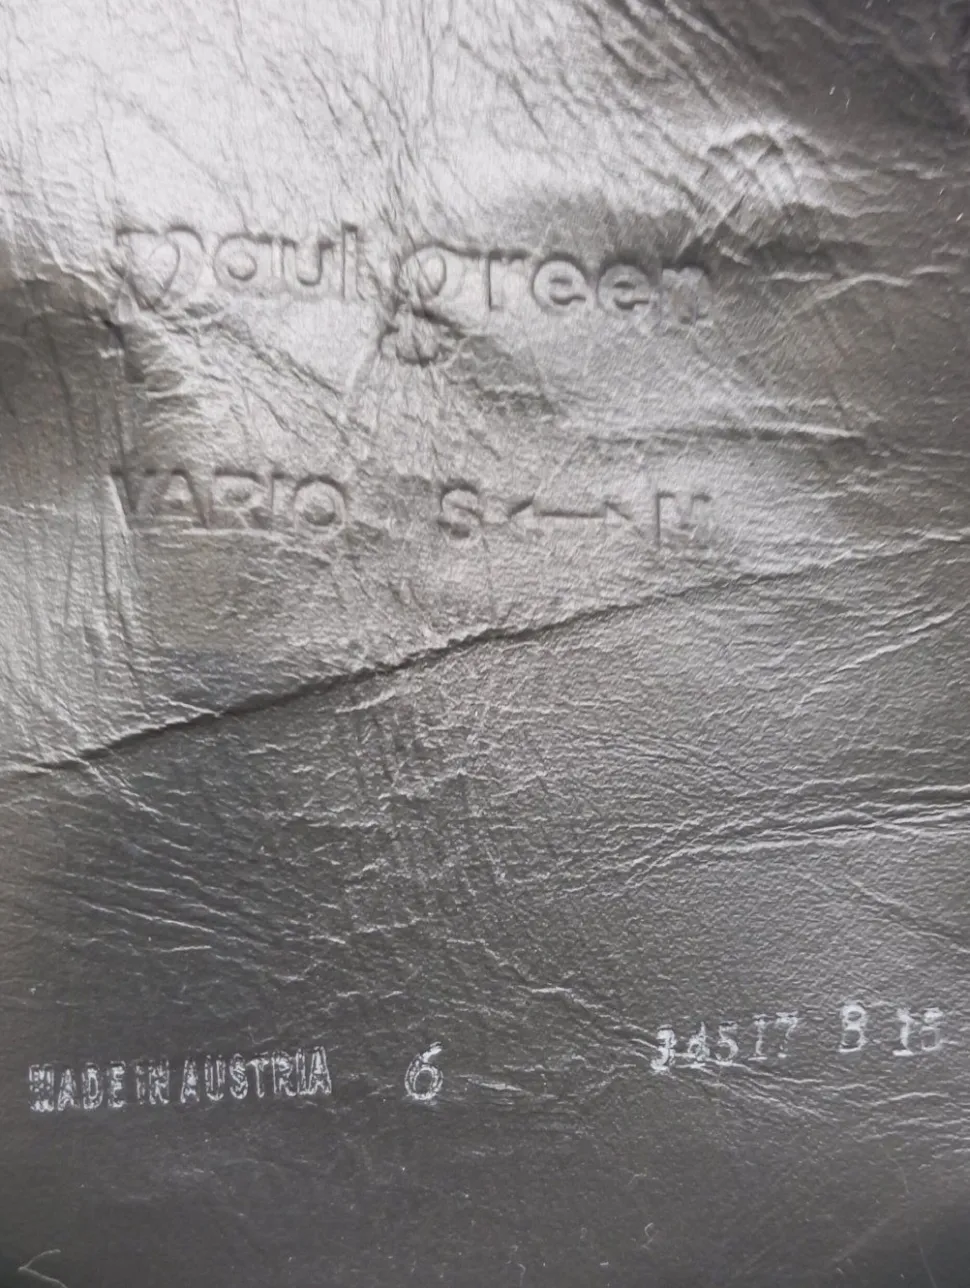 paul green
VARIO S ←→ M
MADE IN AUSTRIA 6 B